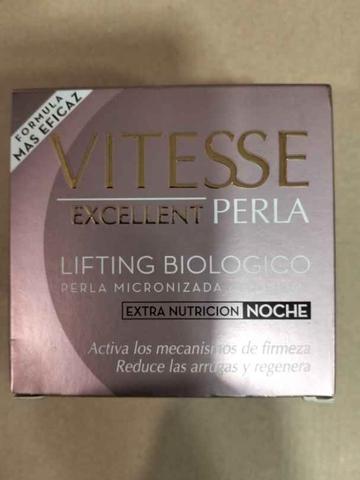 FORMULA
MAS EFICAZ
VITESSE
EXCELLENT PERLA
LIFTING BIOLOGICO
PERLA MICRONIZADA
EXTRA NUTRICION NOCHE
Activa los mecanismos de firmeza
Reduce las arrugas y regenera